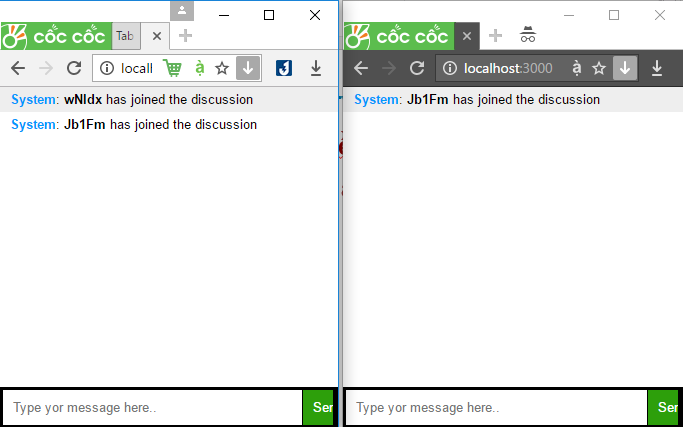 cốc cốc Tab
locall
System: wNIdx has joined the discussion
System: Jb1Fm has joined the discussion
Type yor message here.. Ser
cốc cốc
localhost:3000
System: Jb1Fm has joined the discussion
Type yor message here.. Ser